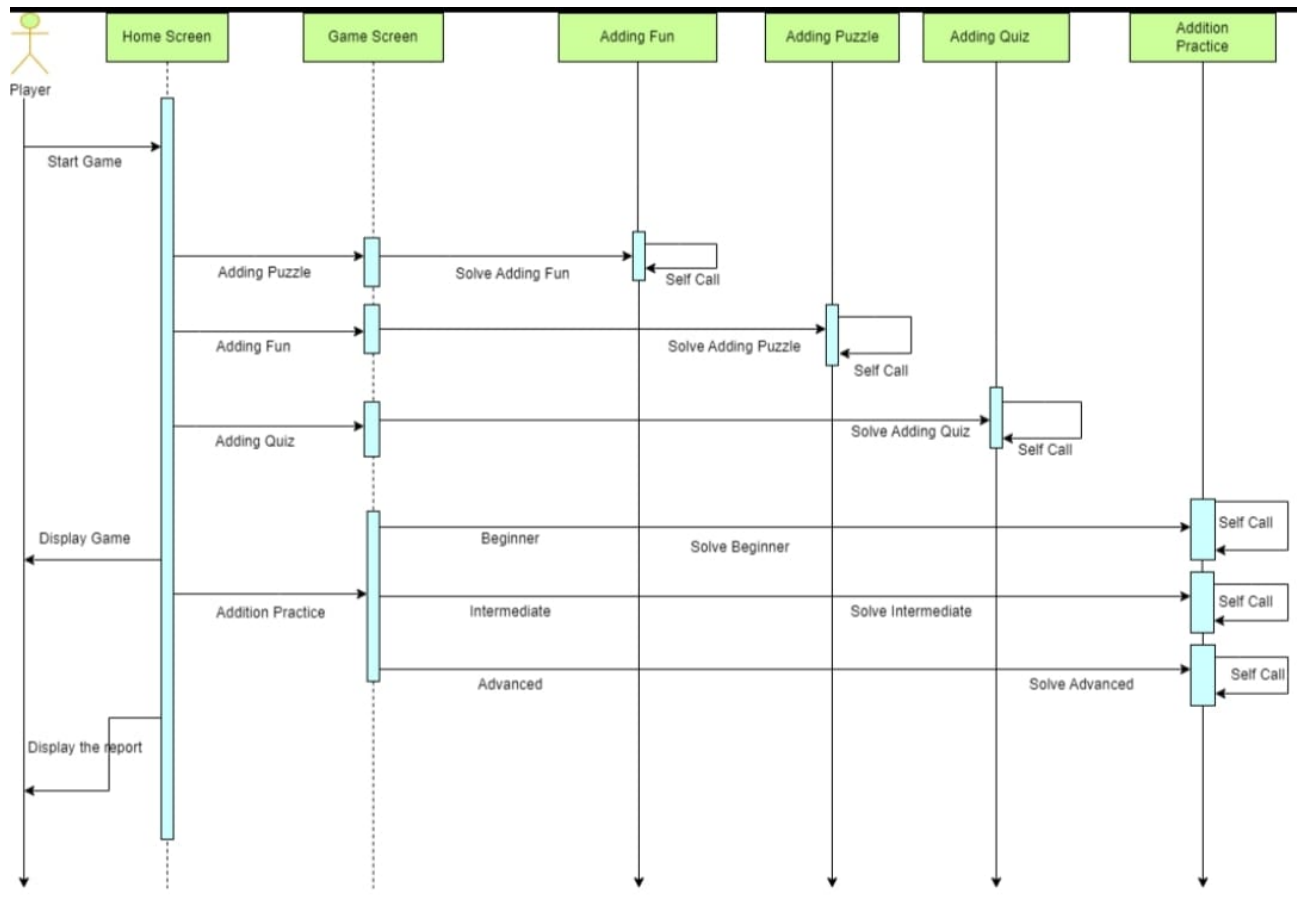 Home Screen
Game Screen
Adding Fun
Adding Puzzle
Adding Quiz
Addition
Practice
Player
Start Game
Adding Puzzle
Solve Adding Fun
Self Call
Adding Fun
Solve Adding Puzzle
Self Call
Adding Quiz
Solve Adding Quiz
Self Call
Display Game
Beginner
Solve Beginner
Self Call
Addition Practice
Intermediate
Solve Intermediate
Self Call
Advanced
Solve Advanced
Self Call
Display the report